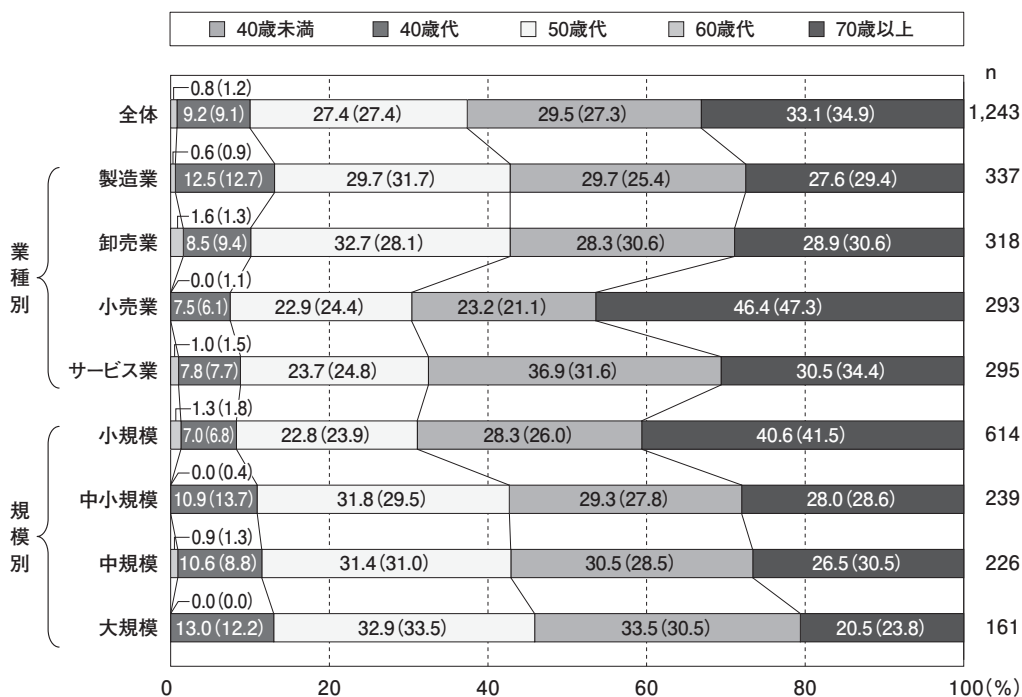 40歳未満 40歳代 50歳代 60歳代 70歳以上
n
0.8(1.2)
全体 9.2(9.1) 27.4(27.4) 29.5(27.3) 33.1(34.9) 1,243
0.6(0.9)
製造業 12.5(12.7) 29.7(31.7) 29.7(25.4) 27.6(29.4) 337
1.6(1.3)
卸売業 8.5(9.4) 32.7(28.1) 28.3(30.6) 28.9(30.6) 318
業種別
0.0(1.1)
小売業 7.5(6.1) 22.9(24.4) 23.2(21.1) 46.4(47.3) 293
1.0(1.5)
サービス業 7.8(7.7) 23.7(24.8) 36.9(31.6) 30.5(34.4) 295
1.3(1.8)
小規模 7.0(6.8) 22.8(23.9) 28.3(26.0) 40.6(41.5) 614
0.0(0.4)
中小規模 10.9(13.7) 31.8(29.5) 29.3(27.8) 28.0(28.6) 239
規模別
0.9(1.3)
中規模 10.6(8.8) 31.4(31.0) 30.5(28.5) 26.5(30.5) 226
0.0(0.0)
大規模 13.0(12.2) 32.9(33.5) 33.5(30.5) 20.5(23.8) 161
0 20 40 60 80 100(%)